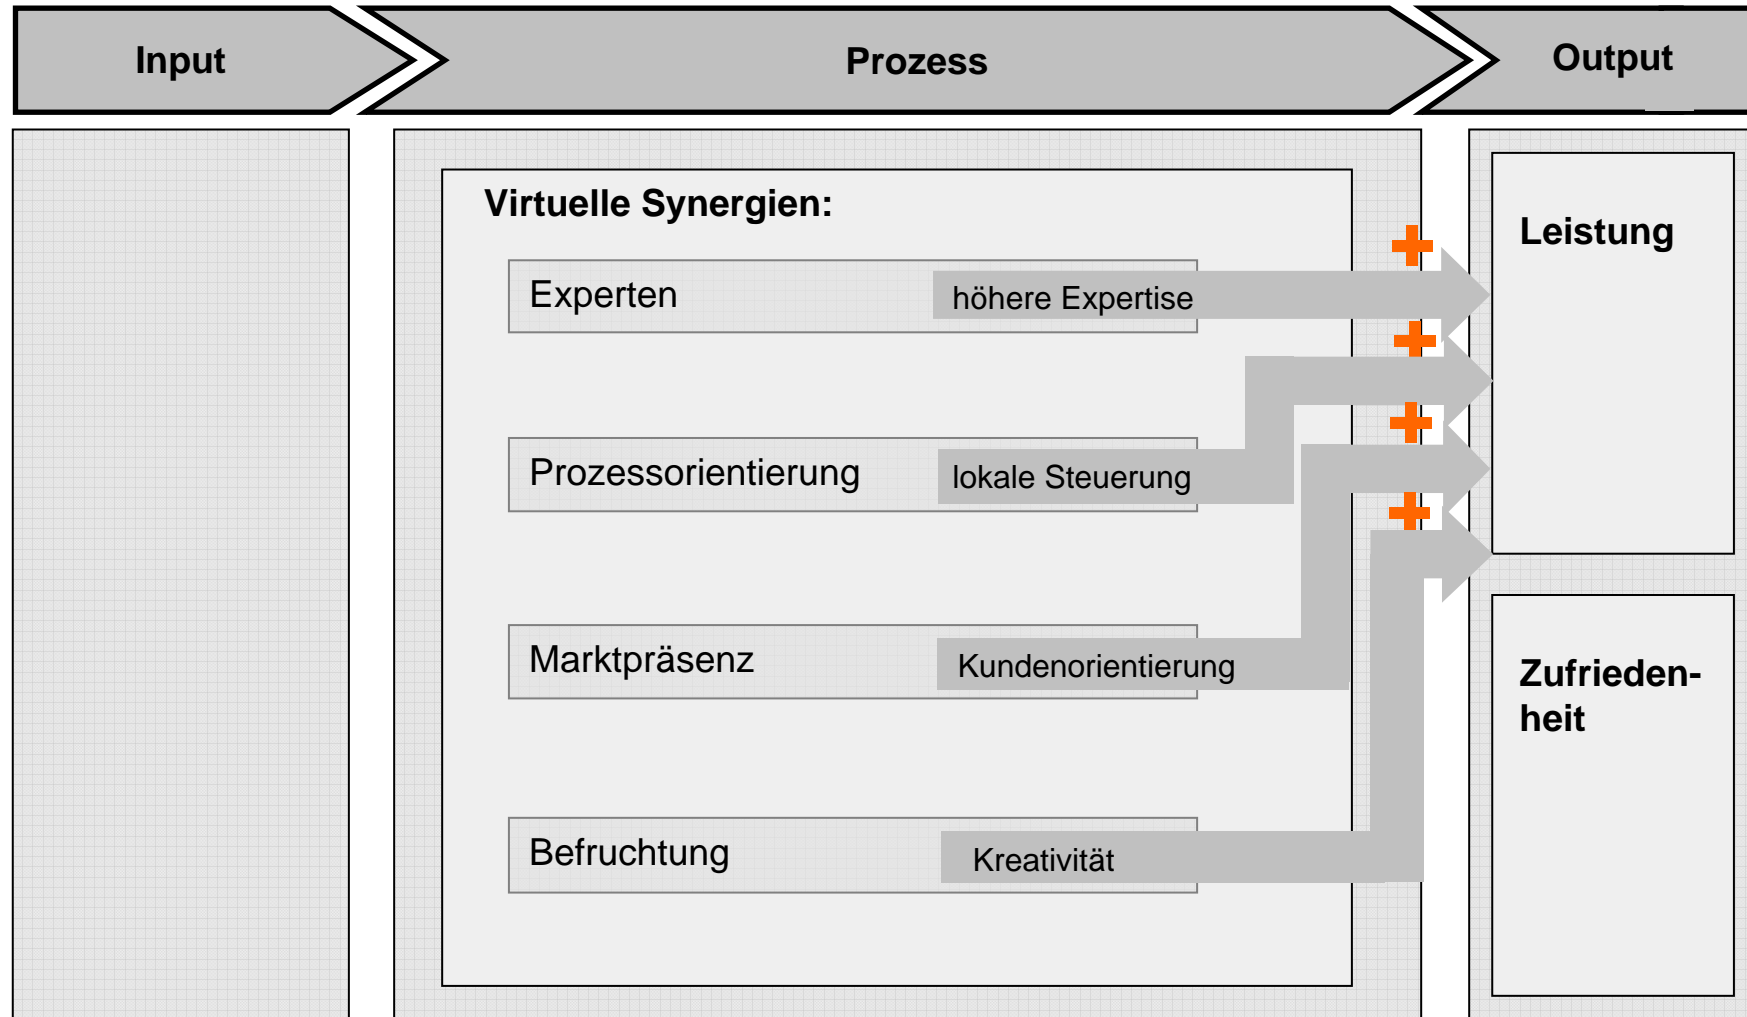 Input
Prozess
Output
Virtuelle Synergien:
Experten
höhere Expertise
Prozessorientierung
lokale Steuerung
Marktpräsenz
Kundenorientierung
Befruchtung
Kreativität
Leistung
Zufrieden-
heit